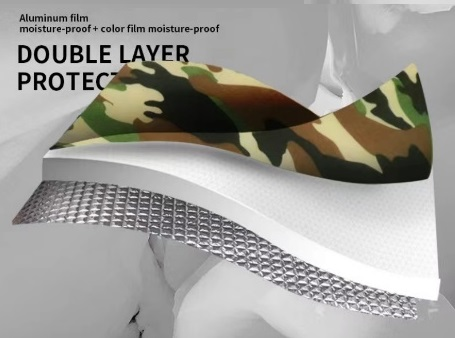 Aluminum film
moisture-proof + color film moisture-proof
DOUBLE LAYER
PROTECT